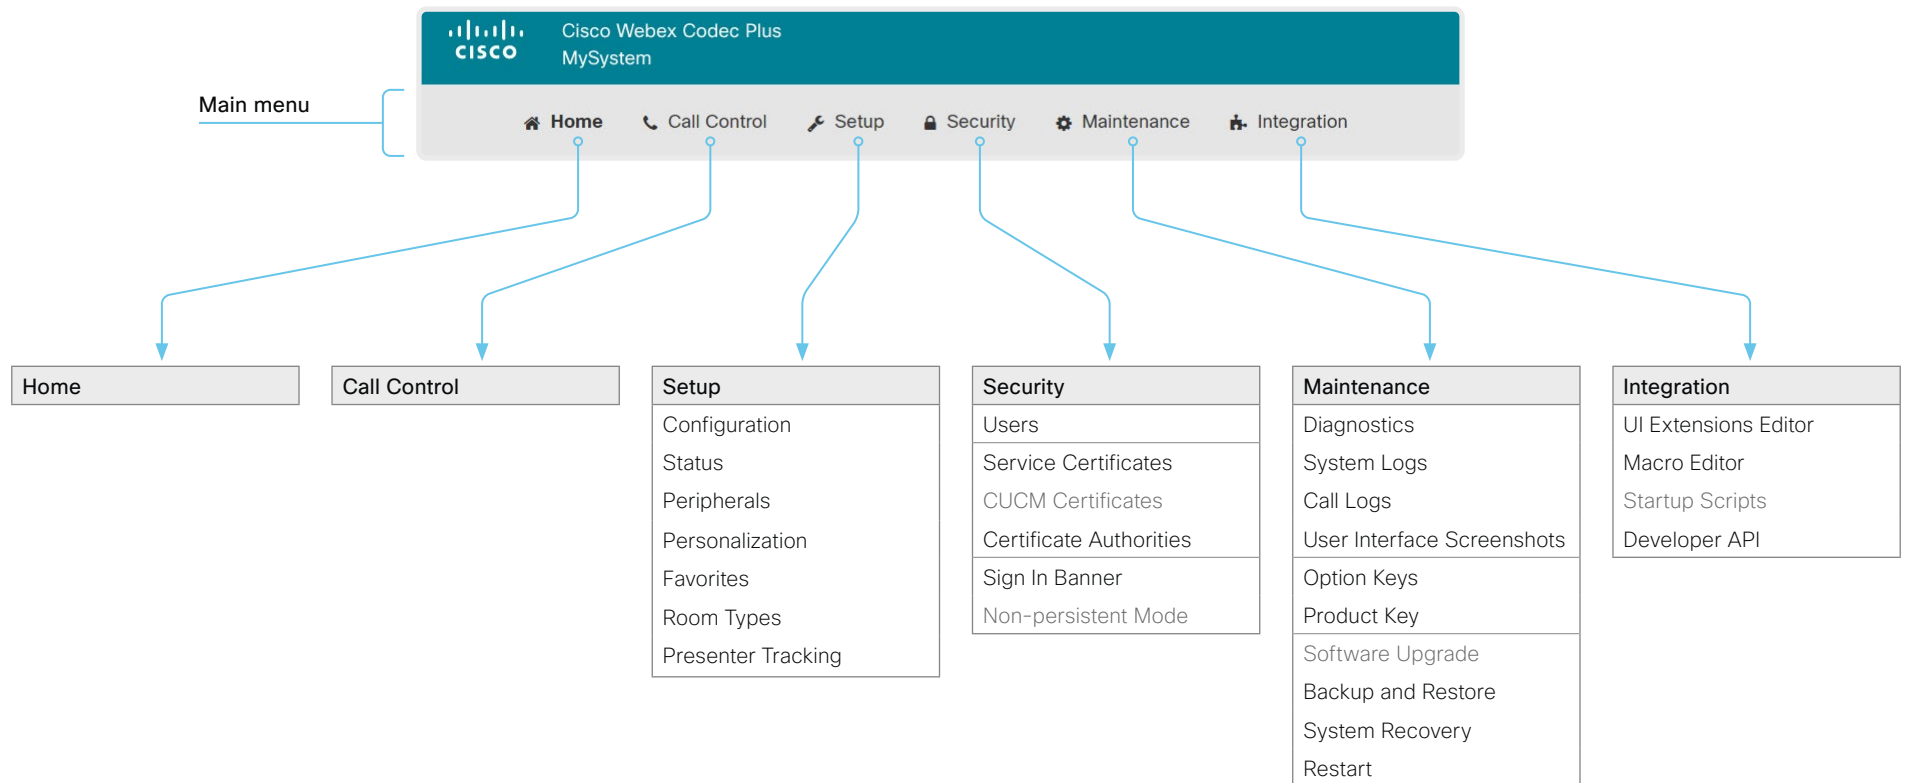 CISCO
Cisco Webex Codec Plus
MySystem
Main menu
Home
Call Control
Setup
Security
Maintenance
Integration
Home
Call Control
Setup
Configuration
Status
Peripherals
Personalization
Favorites
Room Types
Presenter Tracking
Security
Users
Service Certificates
CUCM Certificates
Certificate Authorities
Sign In Banner
Non-persistent Mode
Maintenance
Diagnostics
System Logs
Call Logs
User Interface Screenshots
Option Keys
Product Key
Software Upgrade
Backup and Restore
System Recovery
Restart
Integration
UI Extensions Editor
Macro Editor
Startup Scripts
Developer API